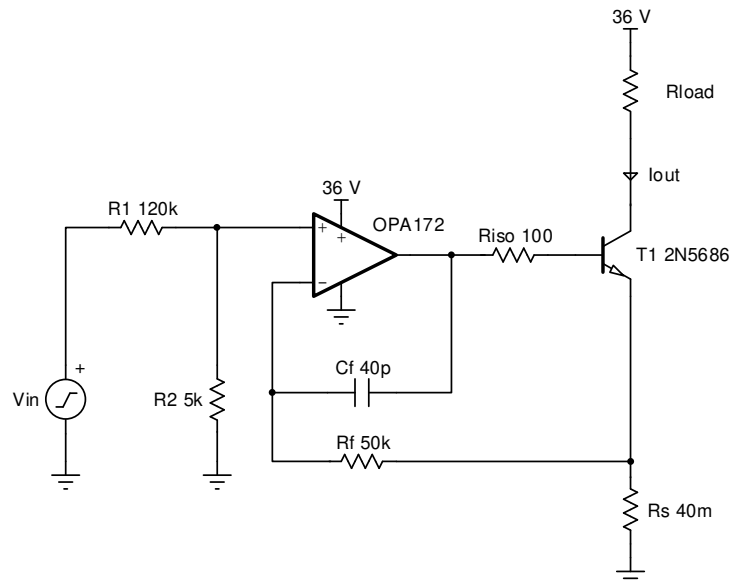 36 V
Rload
Iout
36 V
R1 120k
OPA172
Riso 100
T1 2N5686
+
+
−
+
Vin
R2 5k
Cf 40p
Rf 50k
Rs 40m